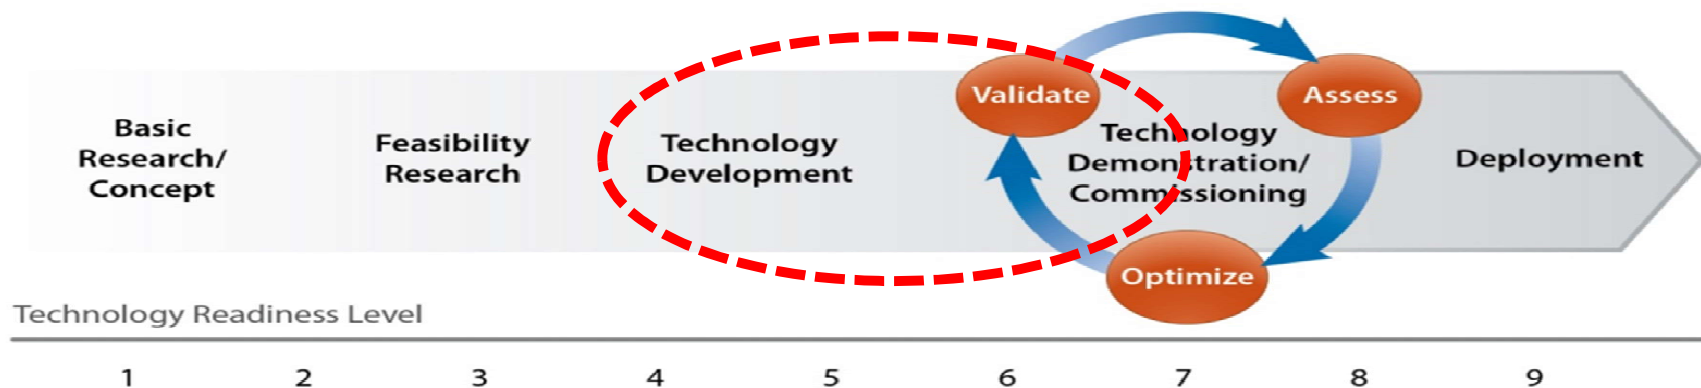 Basic
Research/
Concept
Feasibility
Research
Technology
Development
Validate
Assess
Technology
Demonstration/
Commissioning
Optimize
Deployment
Technology Readiness Level
1 2 3 4 5 6 7 8 9